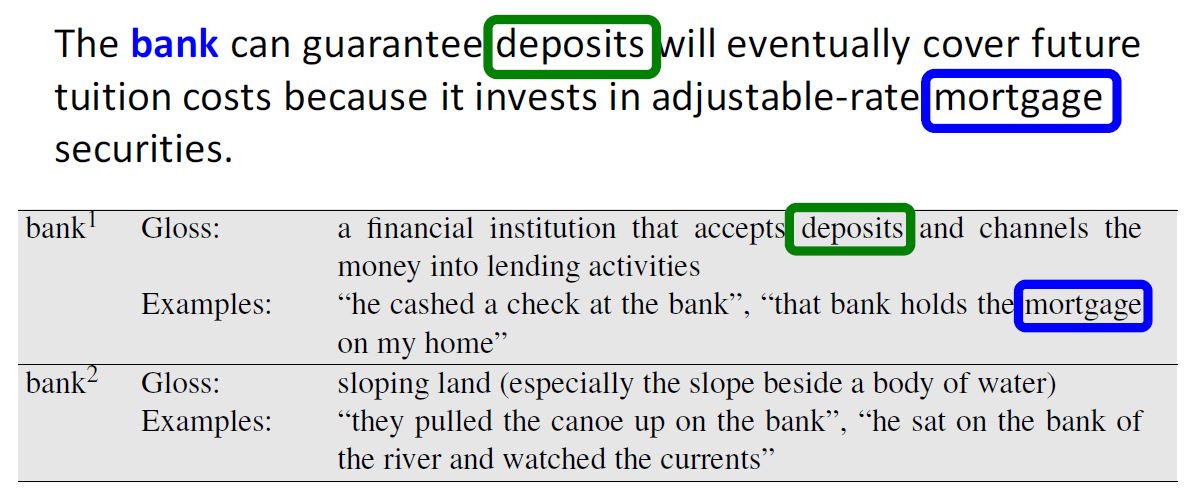 The bank can guarantee deposits will eventually cover future
tuition costs because it invests in adjustable-rate mortgage
securities.
bank1 Gloss: a financial institution that accepts deposits and channels the
money into lending activities
Examples: “he cashed a check at the bank”, “that bank holds the mortgage
on my home”
bank2 Gloss: sloping land (especially the slope beside a body of water)
Examples: “they pulled the canoe up on the bank”, “he sat on the bank of
the river and watched the currents”